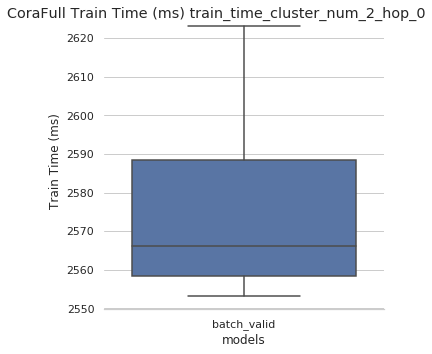 CoraFull Train Time (ms) train_time_cluster_num_2_hop_0
2620
2610
2600
2590
2580
2570
2560
2550
Train Time (ms)
batch_valid
models